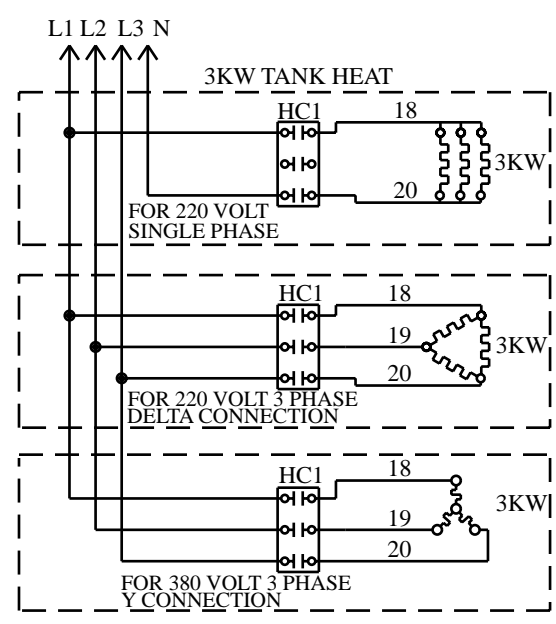 L1 L2 L3 N
3KW TANK HEAT
HC1
18
3KW
20
FOR 220 VOLT
SINGLE PHASE
HC1
18
19
3KW
20
FOR 220 VOLT 3 PHASE
DELTA CONNECTION
HC1
18
3KW
19
20
FOR 380 VOLT 3 PHASE
Y CONNECTION